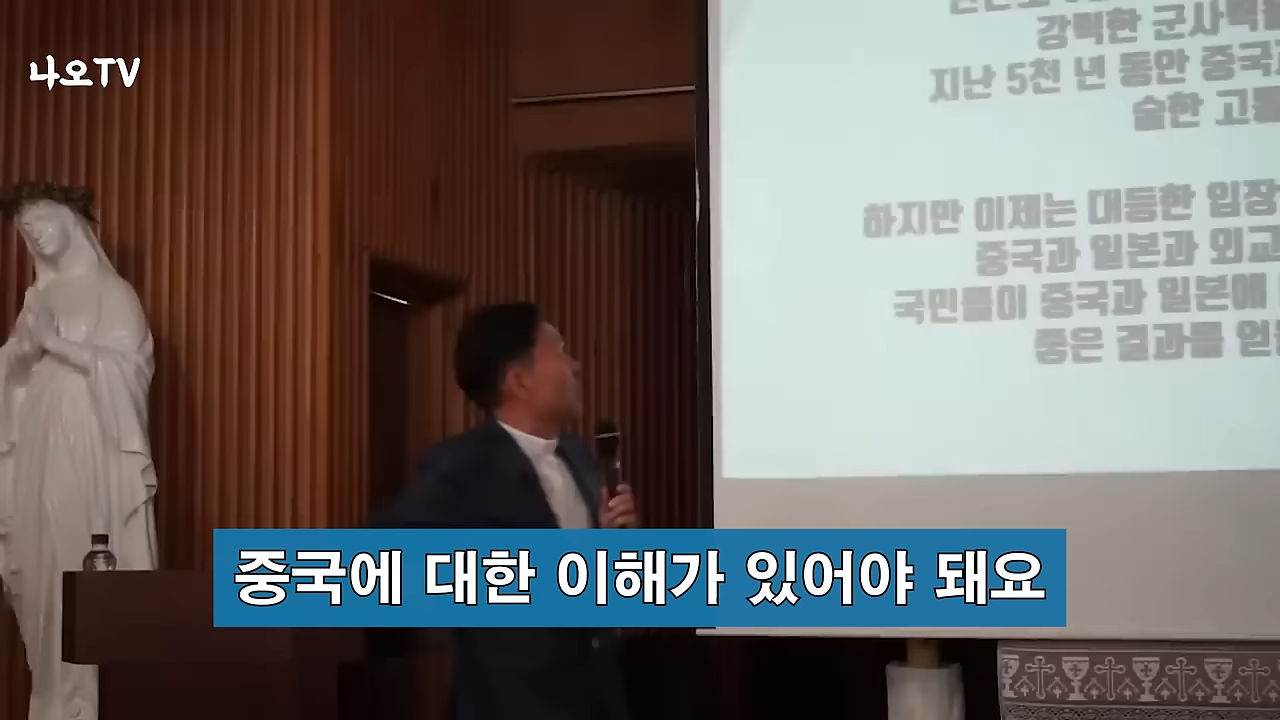 나오TV
강력한 군사력을
지난 5천 년 동안 중국과
숱한 고
하지만 이제는 대등한 입장
중국과 일본과 외교
국민들이 중국과 일본에
좋은 결과를 얻
중국에 대한 이해가 있어야 돼요